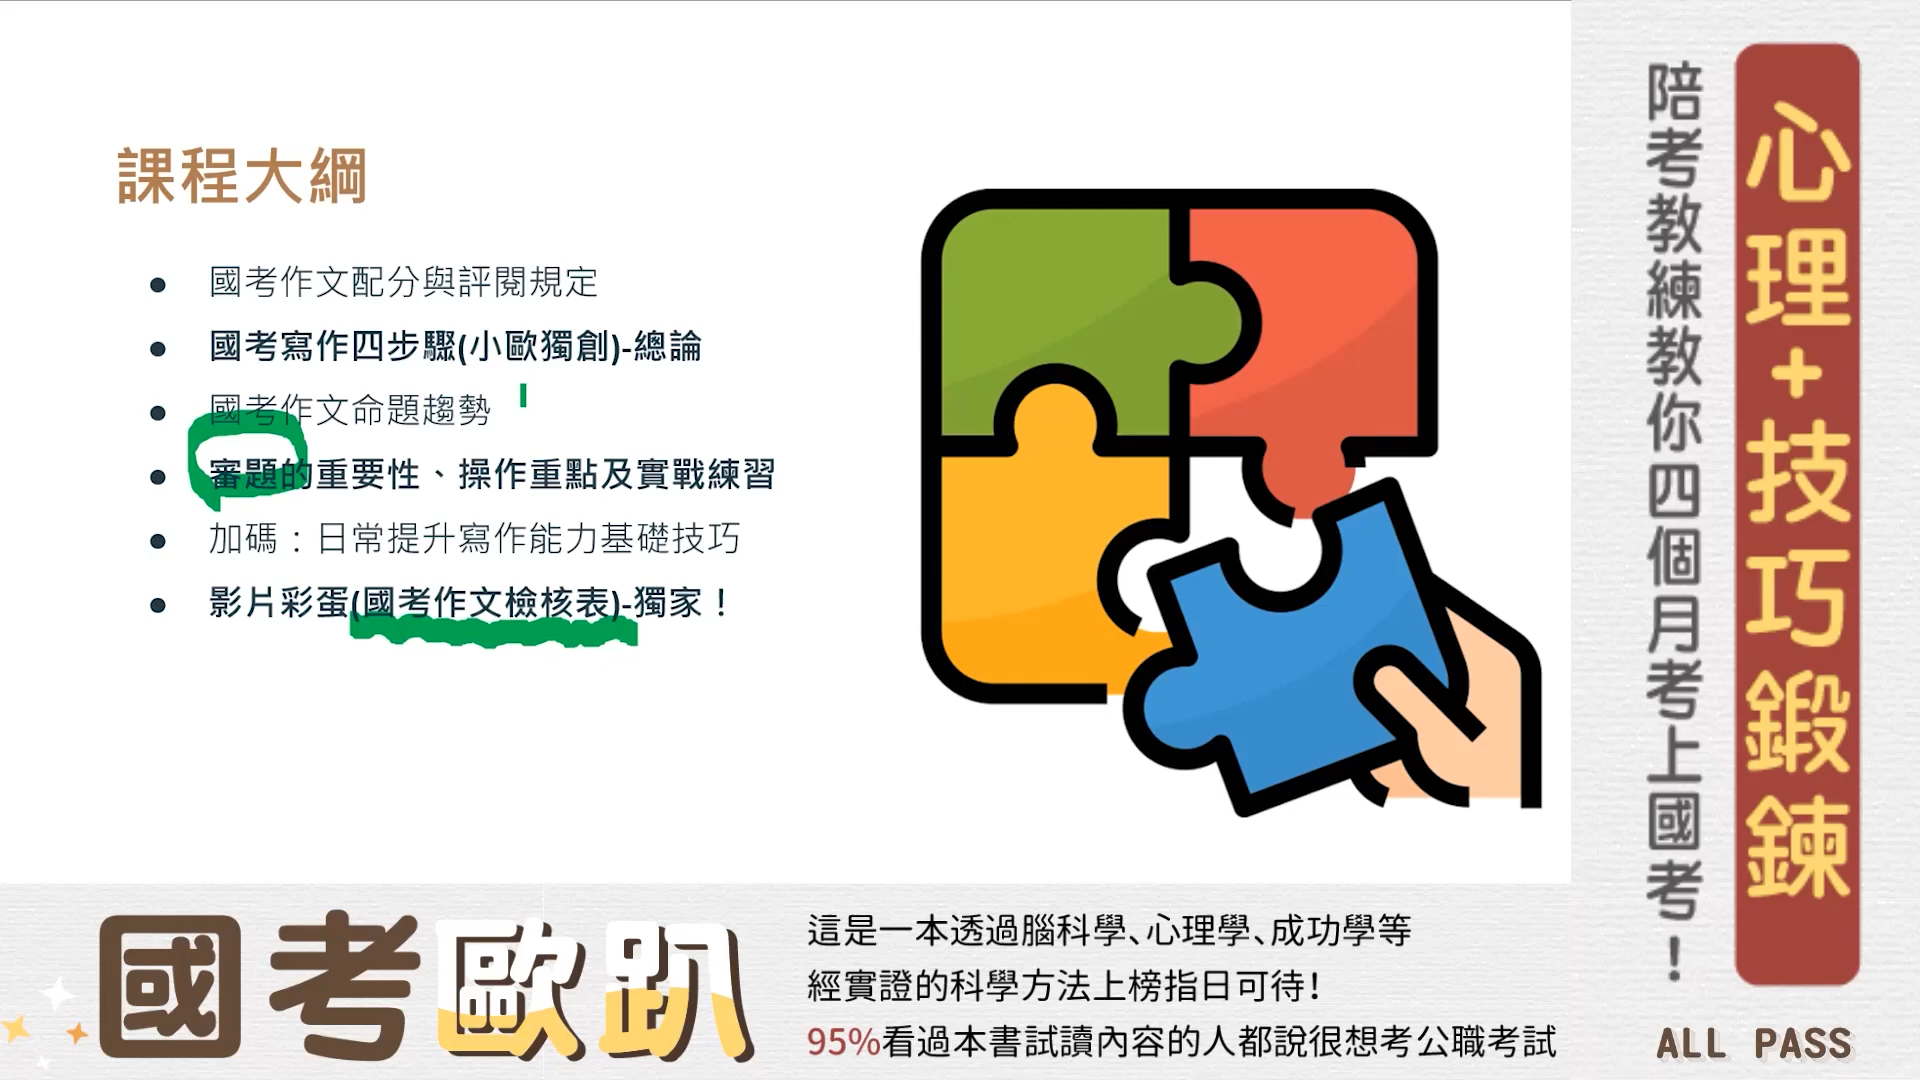 課程大綱
國考作文配分與評閱規定
國考寫作四步驟(小歐獨創)-總論
國考作文命題趨勢
審題的重要性、操作重點及實戰練習
加碼：日常提升寫作能力基礎技巧
影片彩蛋(國考作文檢核表)-獨家！
陪考教練教你四個月考上國考！
心理+技巧鍛鍊
國考歐趴
這是一本透過腦科學、心理學、成功學等
經實證的科學方法上榜指日可待！
95%看過本書試讀內容的人都說很想考公職考試
ALL PASS